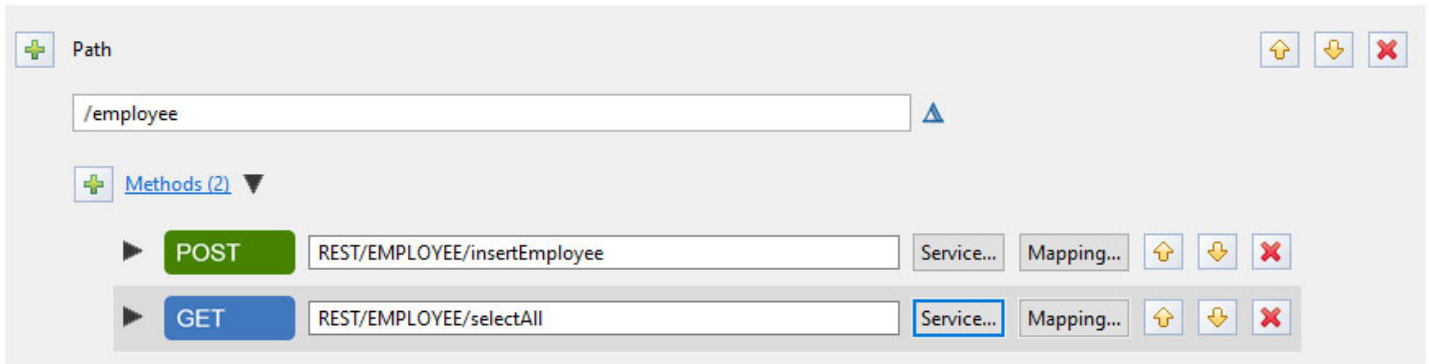 Path
/employee
Methods (2)
POST REST/EMPLOYEE/insertEmployee Service... Mapping...
GET REST/EMPLOYEE/selectAll Service... Mapping...